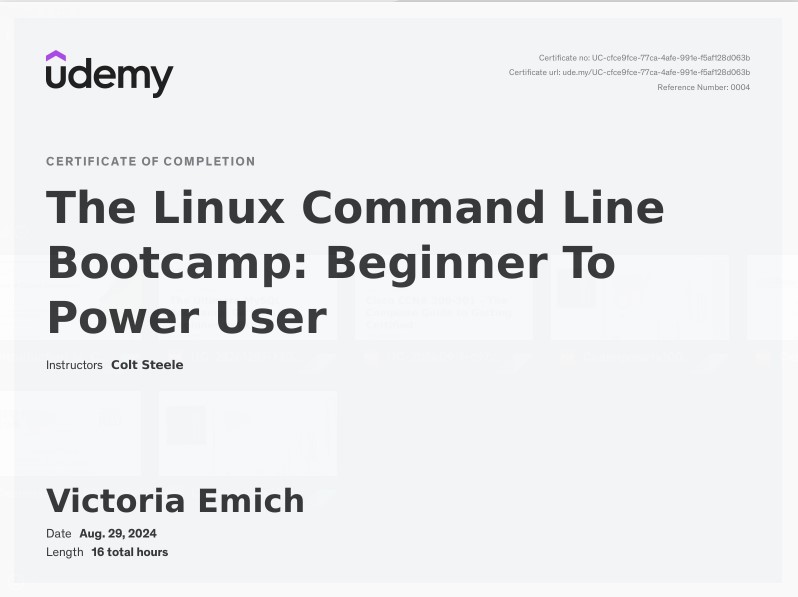 udemy
Certificate no: UC-cfce9fce-77ca-4afe-991e-f5af128d063b
Certificate url: ude.my/UC-cfce9fce-77ca-4afe-991e-f5af128d063b
Reference Number: 0004
CERTIFICATE OF COMPLETION
The Linux Command Line
Bootcamp: Beginner To
Power User
Instructors Colt Steele
Victoria Emich
Date Aug. 29, 2024
Length 16 total hours